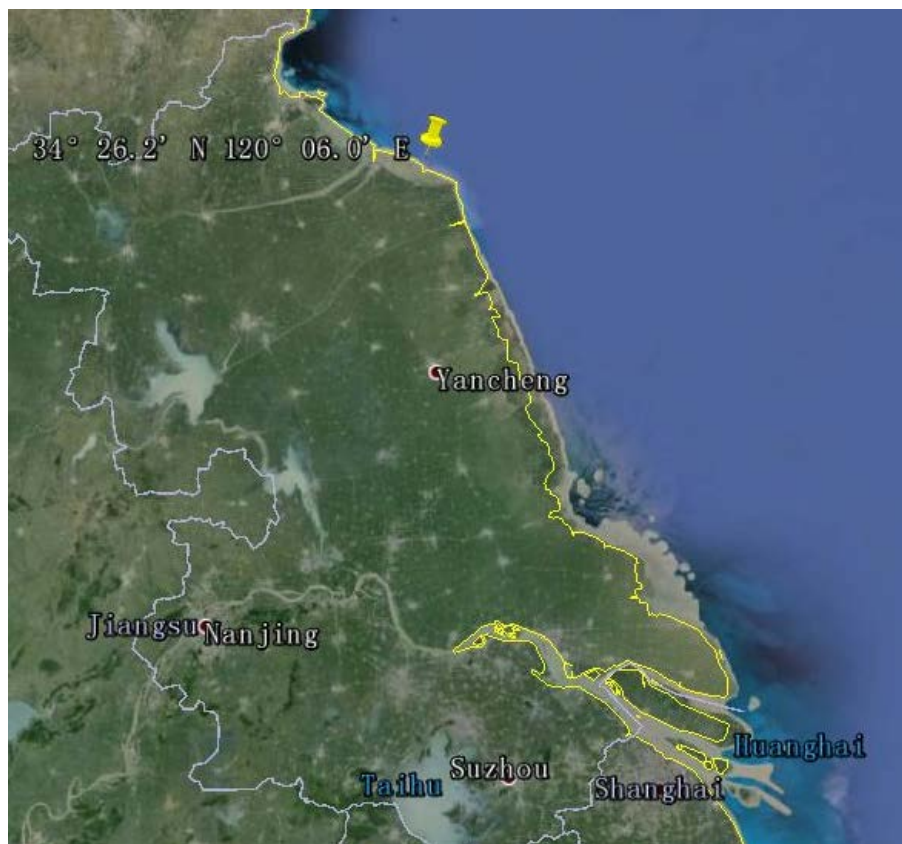 34° 26.2' N 120° 06.0' E
Yancheng
Jiangsu
Nanjing
Huanghai
Suzhou
Taihu
Shanghai